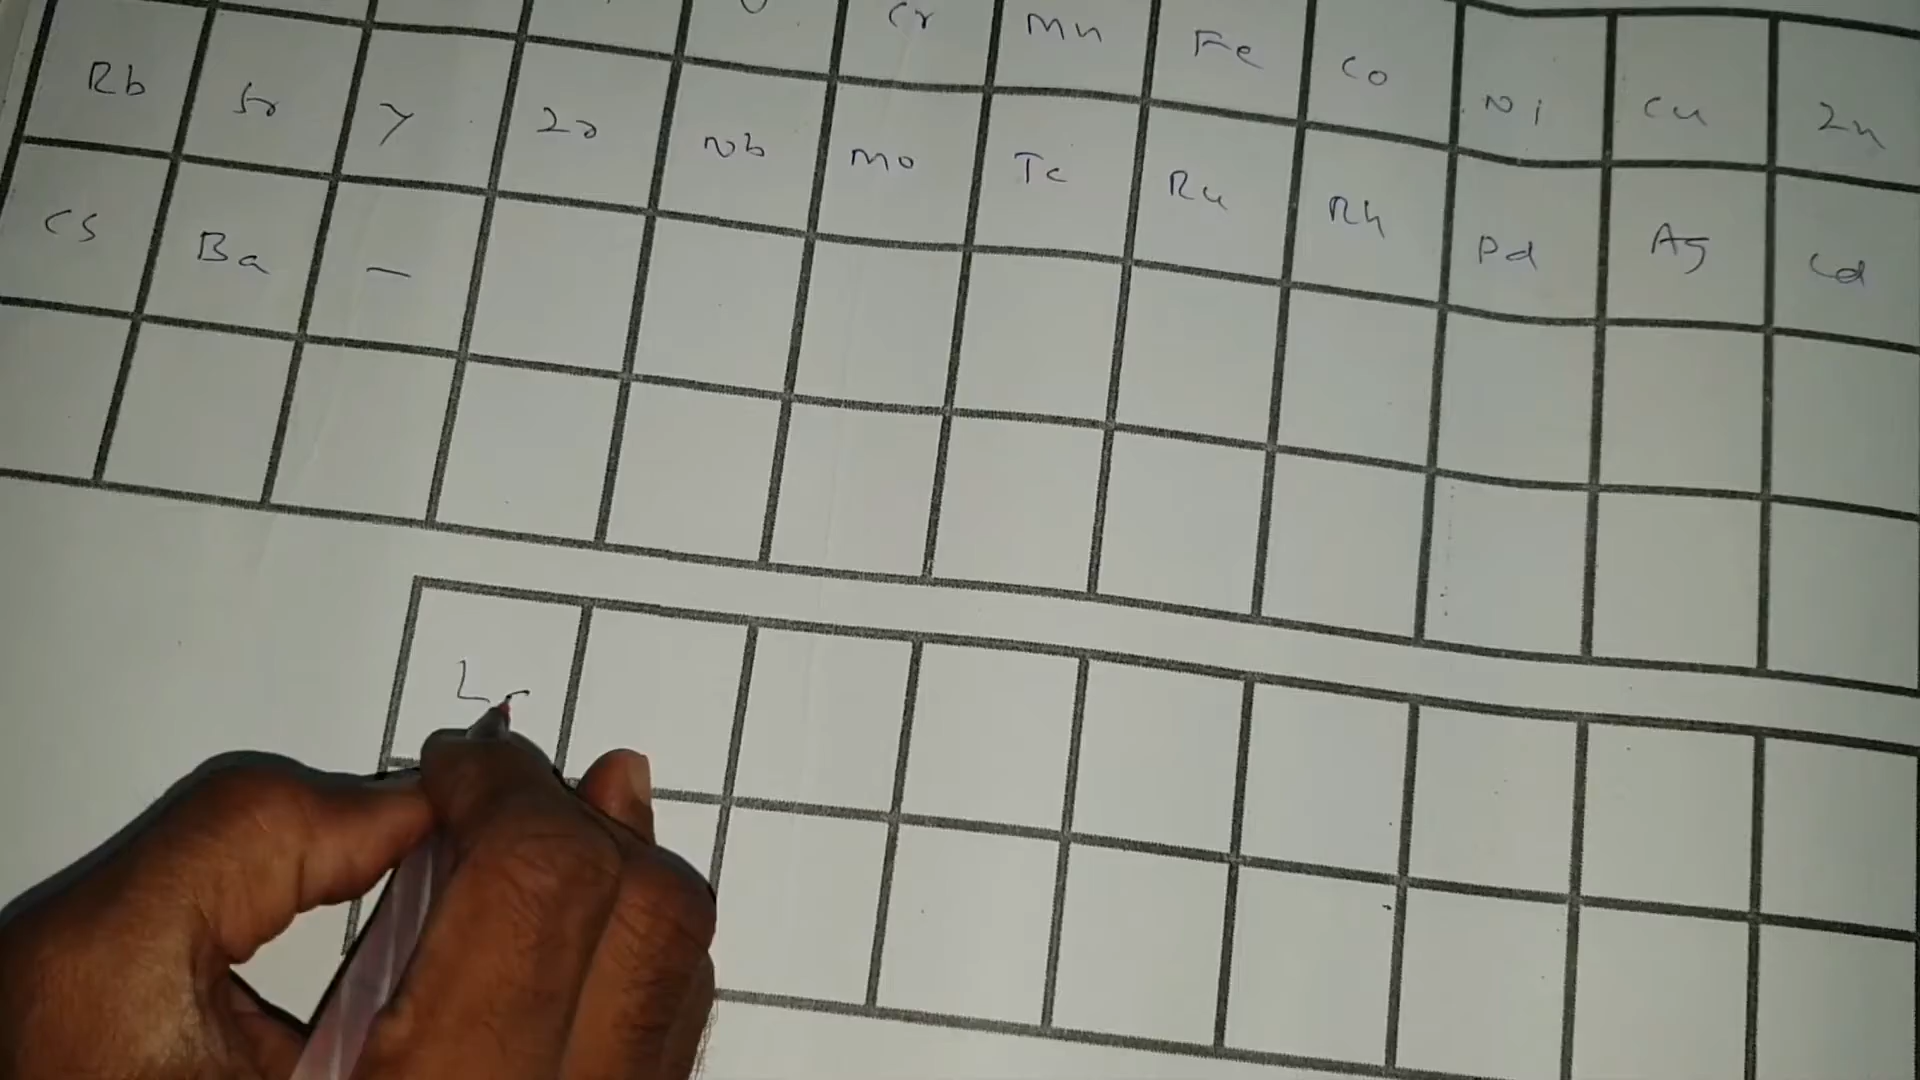 Cr Mn Fe Co Ni Cu Zn
Rb Sr Y Zr Nb Mo Tc Ru Rh Pd Ag Cd
Cs Ba —
L